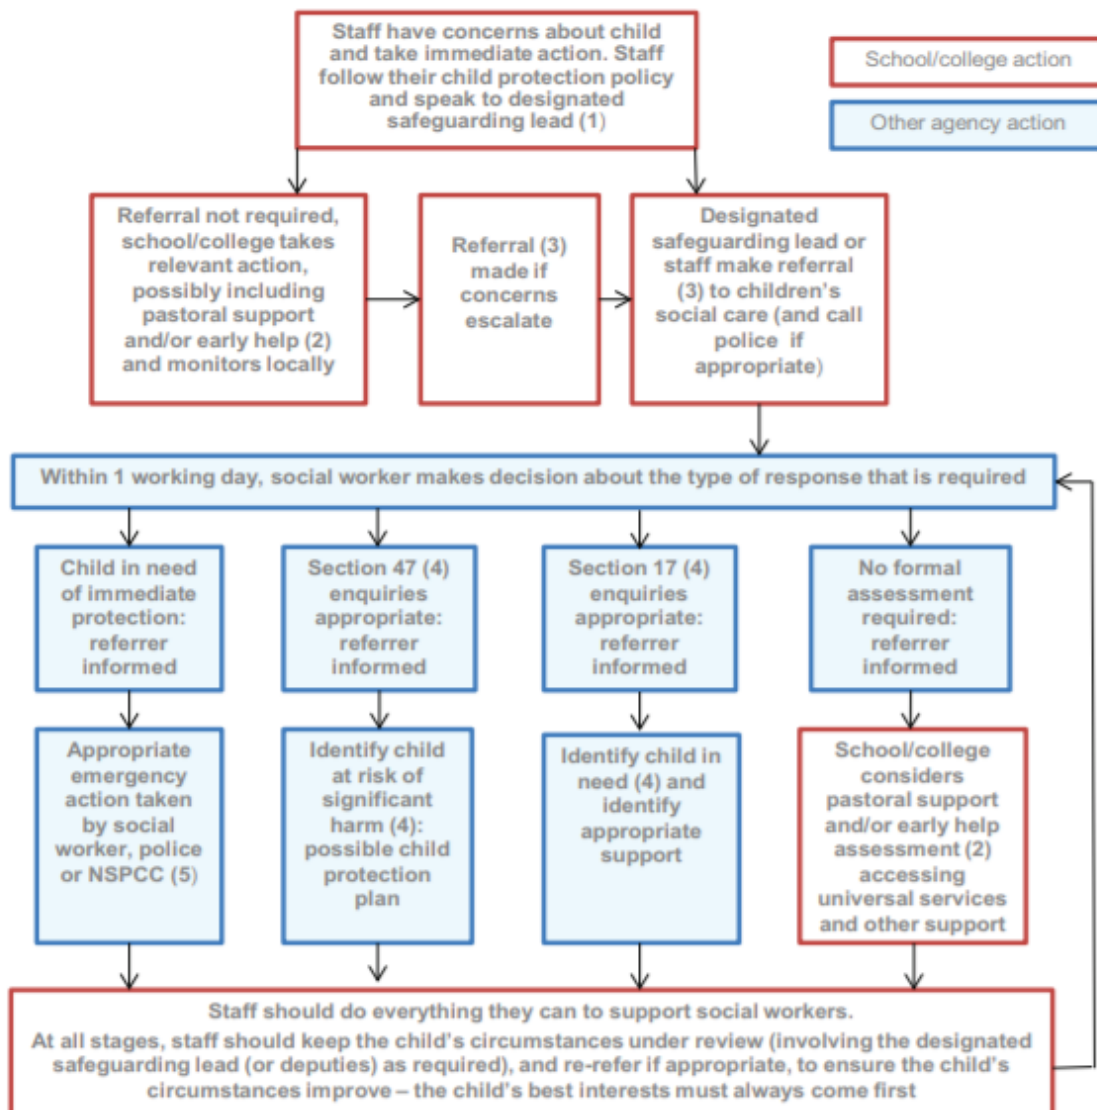 Staff have concerns about child
and take immediate action. Staff
follow their child protection policy
and speak to designated
safeguarding lead (1)
School/college action
Other agency action
Referral not required,
school/college takes
relevant action,
possibly including
pastoral support
and/or early help (2)
and monitors locally
Referral (3)
made if
concerns
escalate
Designated
safeguarding lead or
staff make referral
(3) to children's
social care (and call
police if
appropriate)
Within 1 working day, social worker makes decision about the type of response that is required
Child in need
of immediate
protection:
referrer
informed
Section 47 (4)
enquiries
appropriate:
referrer
informed
Section 17 (4)
enquiries
appropriate:
referrer
informed
No formal
assessment
required:
referrer
informed
Appropriate
emergency
action taken
by social
worker, police
or NSPCC (5)
Identify child
at risk of
significant
harm (4):
possible child
protection
plan
Identify child in
need (4) and
identify
appropriate
support
School/college
considers
pastoral support
and/or early help
assessment (2)
accessing
universal services
and other support
Staff should do everything they can to support social workers.
At all stages, staff should keep the child's circumstances under review (involving the designated
safeguarding lead (or deputies) as required), and re-refer if appropriate, to ensure the child's
circumstances improve – the child's best interests must always come first